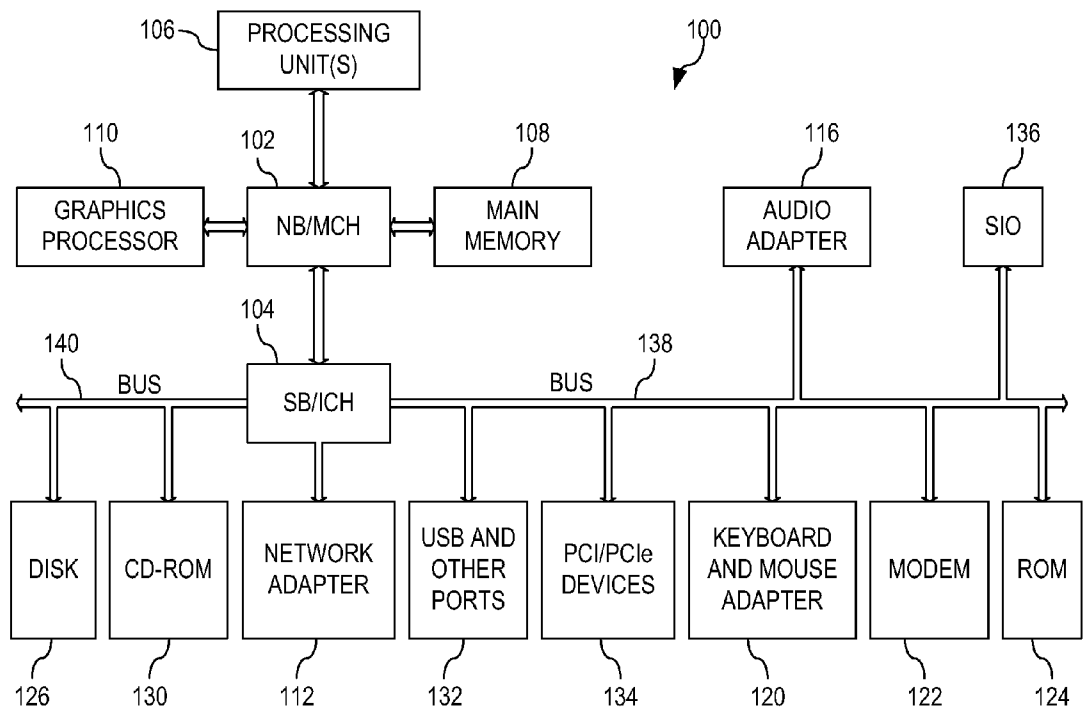 106
PROCESSING
UNIT(S)
100
110
102
108
116
136
GRAPHICS
PROCESSOR
NB/MCH
MAIN
MEMORY
AUDIO
ADAPTER
SIO
104
140
138
BUS
SB/ICH
BUS
DISK
CD-ROM
NETWORK
ADAPTER
USB AND
OTHER
PORTS
PCI/PCIe
DEVICES
KEYBOARD
AND MOUSE
ADAPTER
MODEM
ROM
126
130
112
132
134
120
122
124